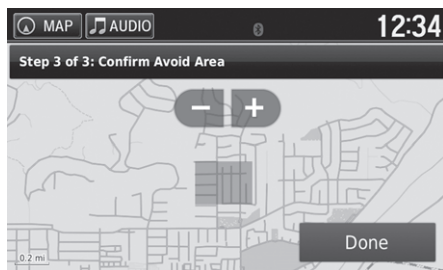 MAP AUDIO 12:34
Step 3 of 3: Confirm Avoid Area
− +
Done
0.2 mi